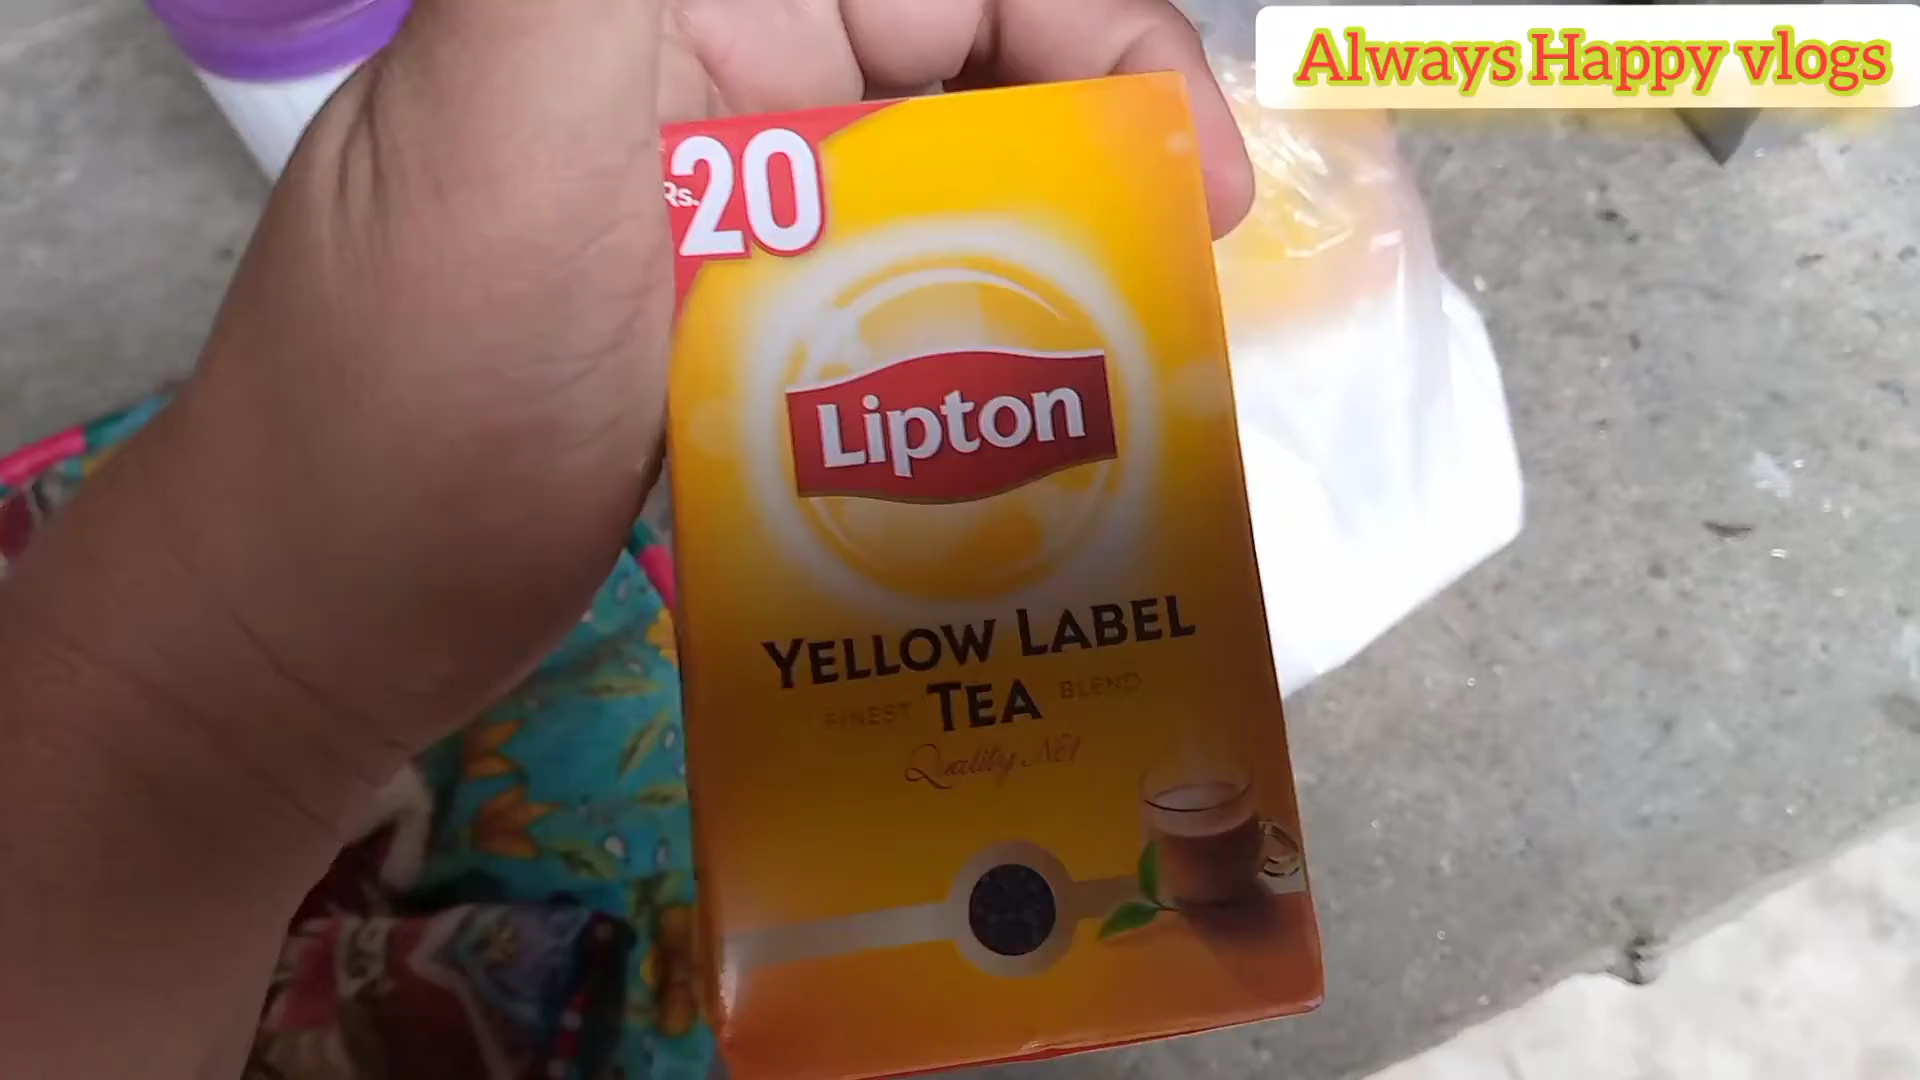 Always Happy vlogs
Rs. 20
Lipton
YELLOW LABEL
FINEST TEA BLEND
Quality No1